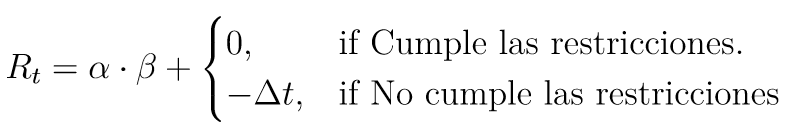 R_t = α · β + { 0, if Cumple las restricciones.
−Δt, if No cumple las restricciones